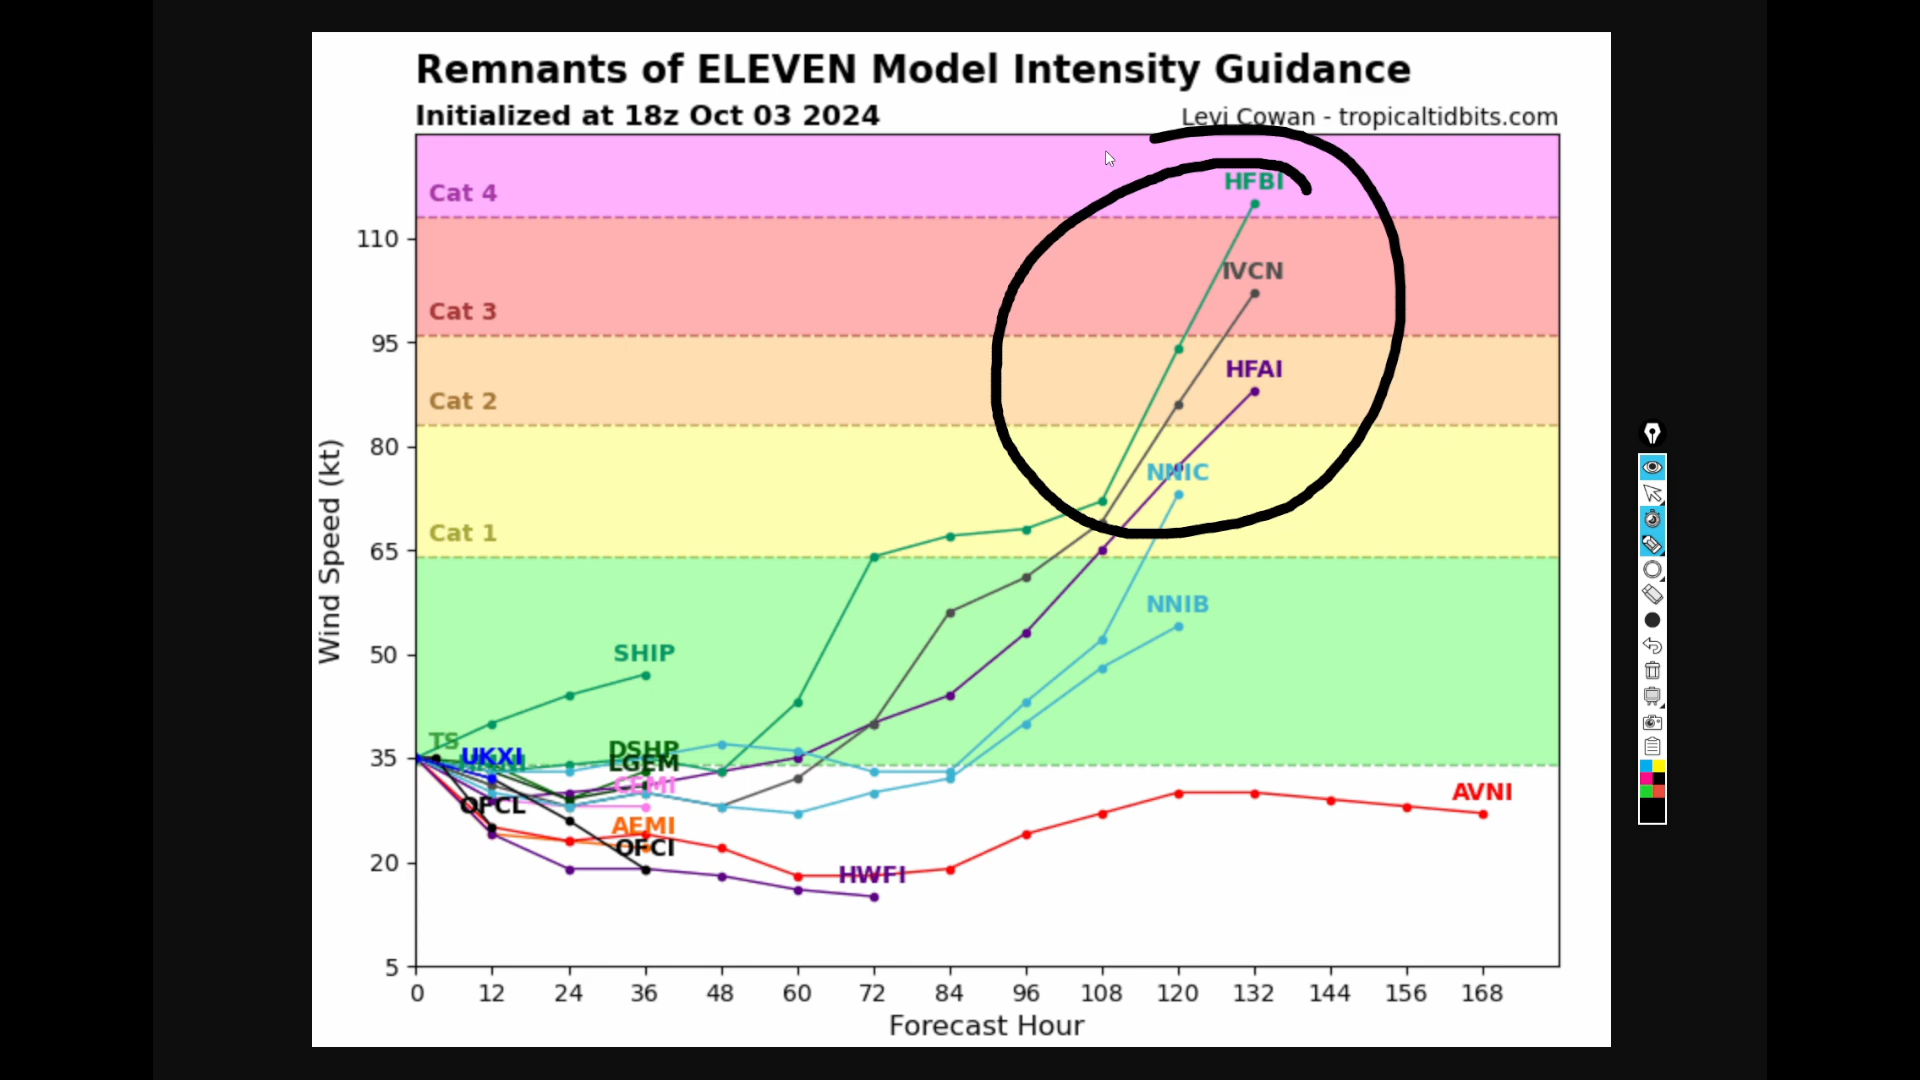 Remnants of ELEVEN Model Intensity Guidance
Initialized at 18z Oct 03 2024
Levi Cowan - tropicaltidbits.com
Cat 4
HFBI
110
Cat 3
IVCN
95
HFAI
Cat 2
80
NNIC
Cat 1
65
NNIB
50
SHIP
TS
35
UKXI
DSHP
LGEM
CEMI
OPCL
AVNI
AEMI
OFCI
20
HWFI
5
0 12 24 36 48 60 72 84 96 108 120 132 144 156 168
Wind Speed (kt)
Forecast Hour